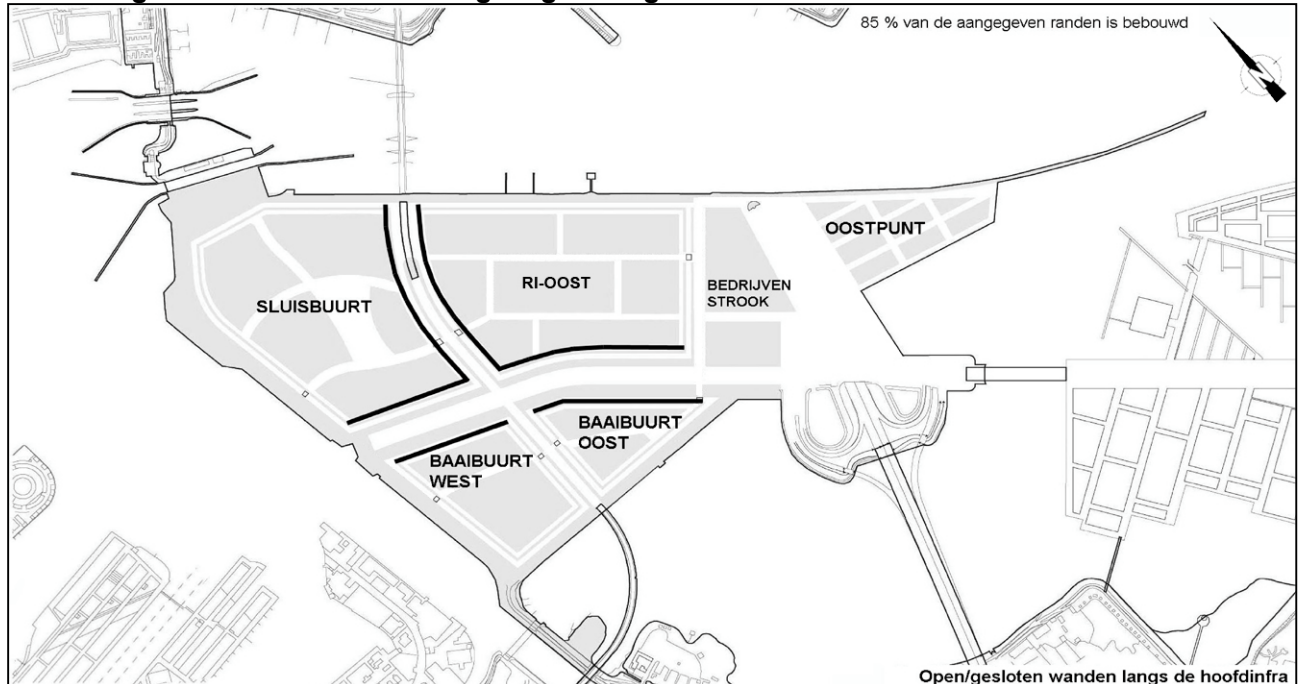 85 % van de aangegeven randen is bebouwd
OOSTPUNT
RI-OOST
BEDRIJVEN
STROOK
SLUISBUURT
BAAIBUURT
OOST
BAAIBUURT
WEST
Open/gesloten wanden langs de hoofdinfra